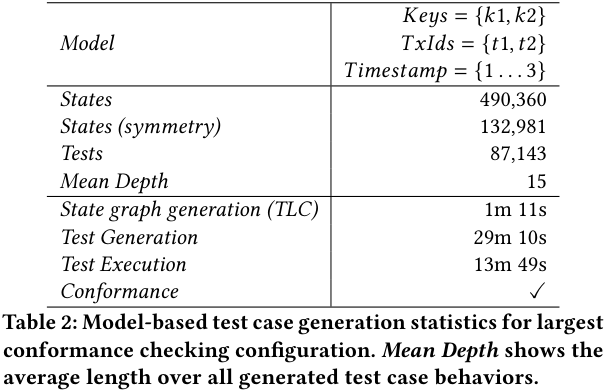 Model
Keys = {k1, k2}
TxIds = {t1, t2}
Timestamp = {1 . . . 3}
States 490,360
States (symmetry) 132,981
Tests 87,143
Mean Depth 15
State graph generation (TLC) 1m 11s
Test Generation 29m 10s
Test Execution 13m 49s
Conformance ✓
Table 2: Model-based test case generation statistics for largest
conformance checking configuration. Mean Depth shows the
average length over all generated test case behaviors.